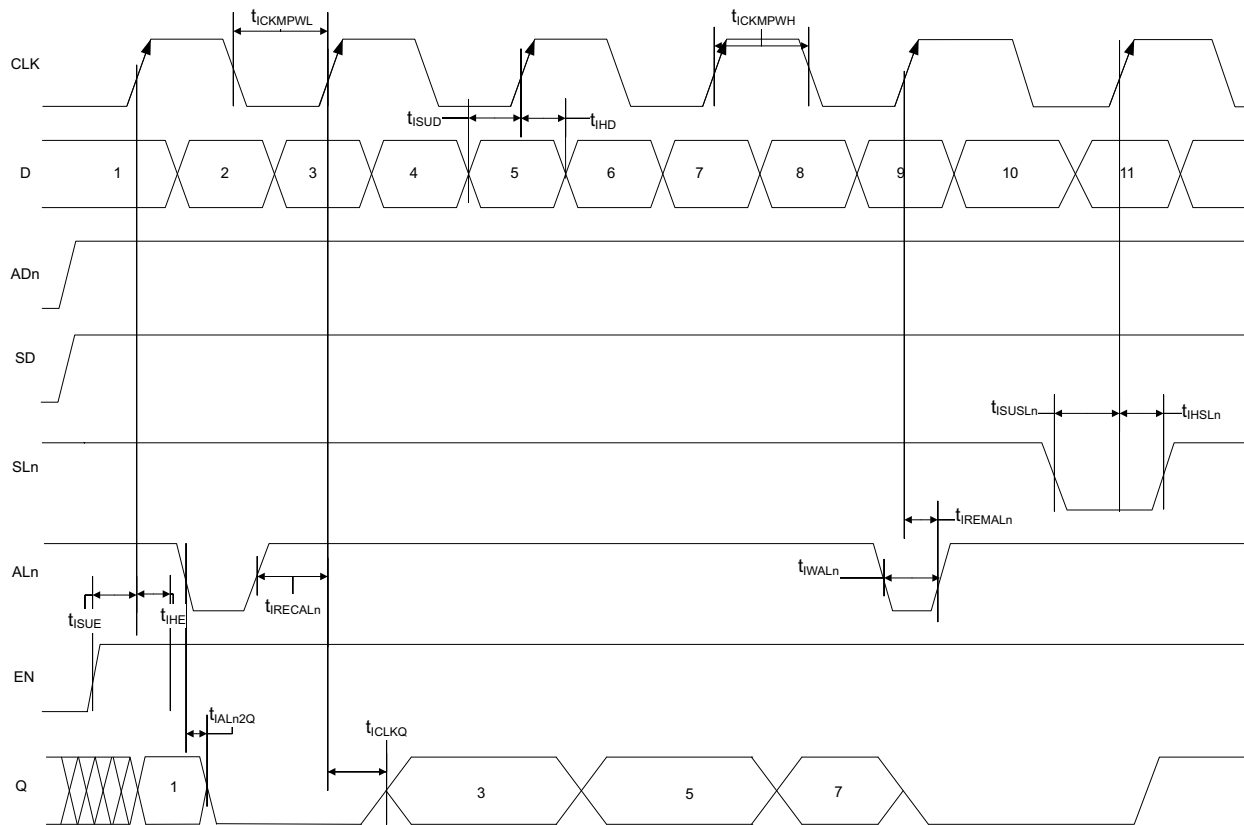 tICKMPWL
tICKMPWH
CLK
tISUD
tIHD
D
1
2
3
4
5
6
7
8
9
10
11
ADn
SD
tISUSLn
tIHSLn
SLn
tIREMALn
ALn
tIWALn
tISUE
tIHE
tIRECALn
EN
tIALn2Q
tICLKQ
Q
1
3
5
7